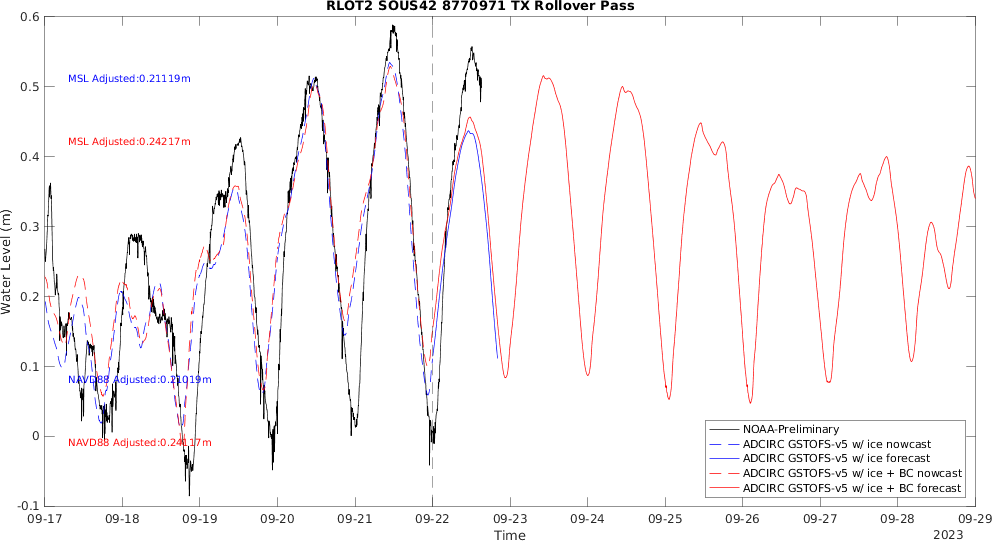 RLOT2 SOUS42 8770971 TX Rollover Pass
0.6
0.5
0.4
0.3
0.2
0.1
0
-0.1
Water Level (m)
MSL Adjusted:0.21119m
MSL Adjusted:0.24217m
NAVD88 Adjusted:0.21019m
NAVD88 Adjusted:0.24117m
NOAA-Preliminary
ADCIRC GSTOFS-v5 w/ ice nowcast
ADCIRC GSTOFS-v5 w/ ice forecast
ADCIRC GSTOFS-v5 w/ ice + BC nowcast
ADCIRC GSTOFS-v5 w/ ice + BC forecast
09-17 09-18 09-19 09-20 09-21 09-22 09-23 09-24 09-25 09-26 09-27 09-28 09-29
Time
2023